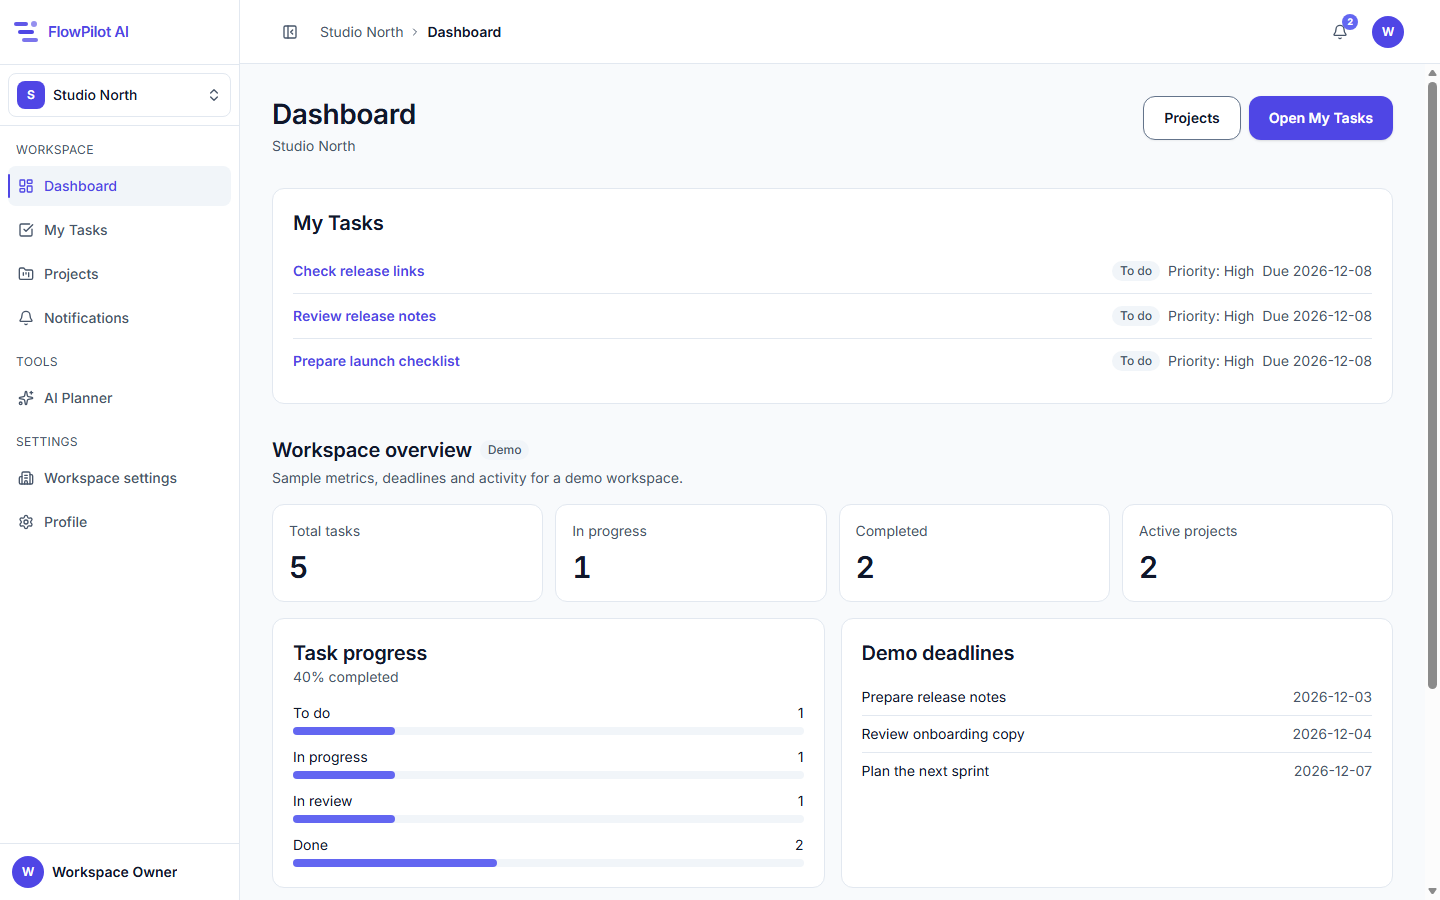 FlowPilot AI
Studio North > Dashboard
2
W
S Studio North
WORKSPACE
Dashboard
My Tasks
Projects
Notifications
TOOLS
AI Planner
SETTINGS
Workspace settings
Profile
W Workspace Owner
Dashboard
Studio North
Projects
Open My Tasks
My Tasks
Check release links To do Priority: High Due 2026-12-08
Review release notes To do Priority: High Due 2026-12-08
Prepare launch checklist To do Priority: High Due 2026-12-08
Workspace overview Demo
Sample metrics, deadlines and activity for a demo workspace.
Total tasks
5
In progress
1
Completed
2
Active projects
2
Task progress
40% completed
To do 1
In progress 1
In review 1
Done 2
Demo deadlines
Prepare release notes 2026-12-03
Review onboarding copy 2026-12-04
Plan the next sprint 2026-12-07